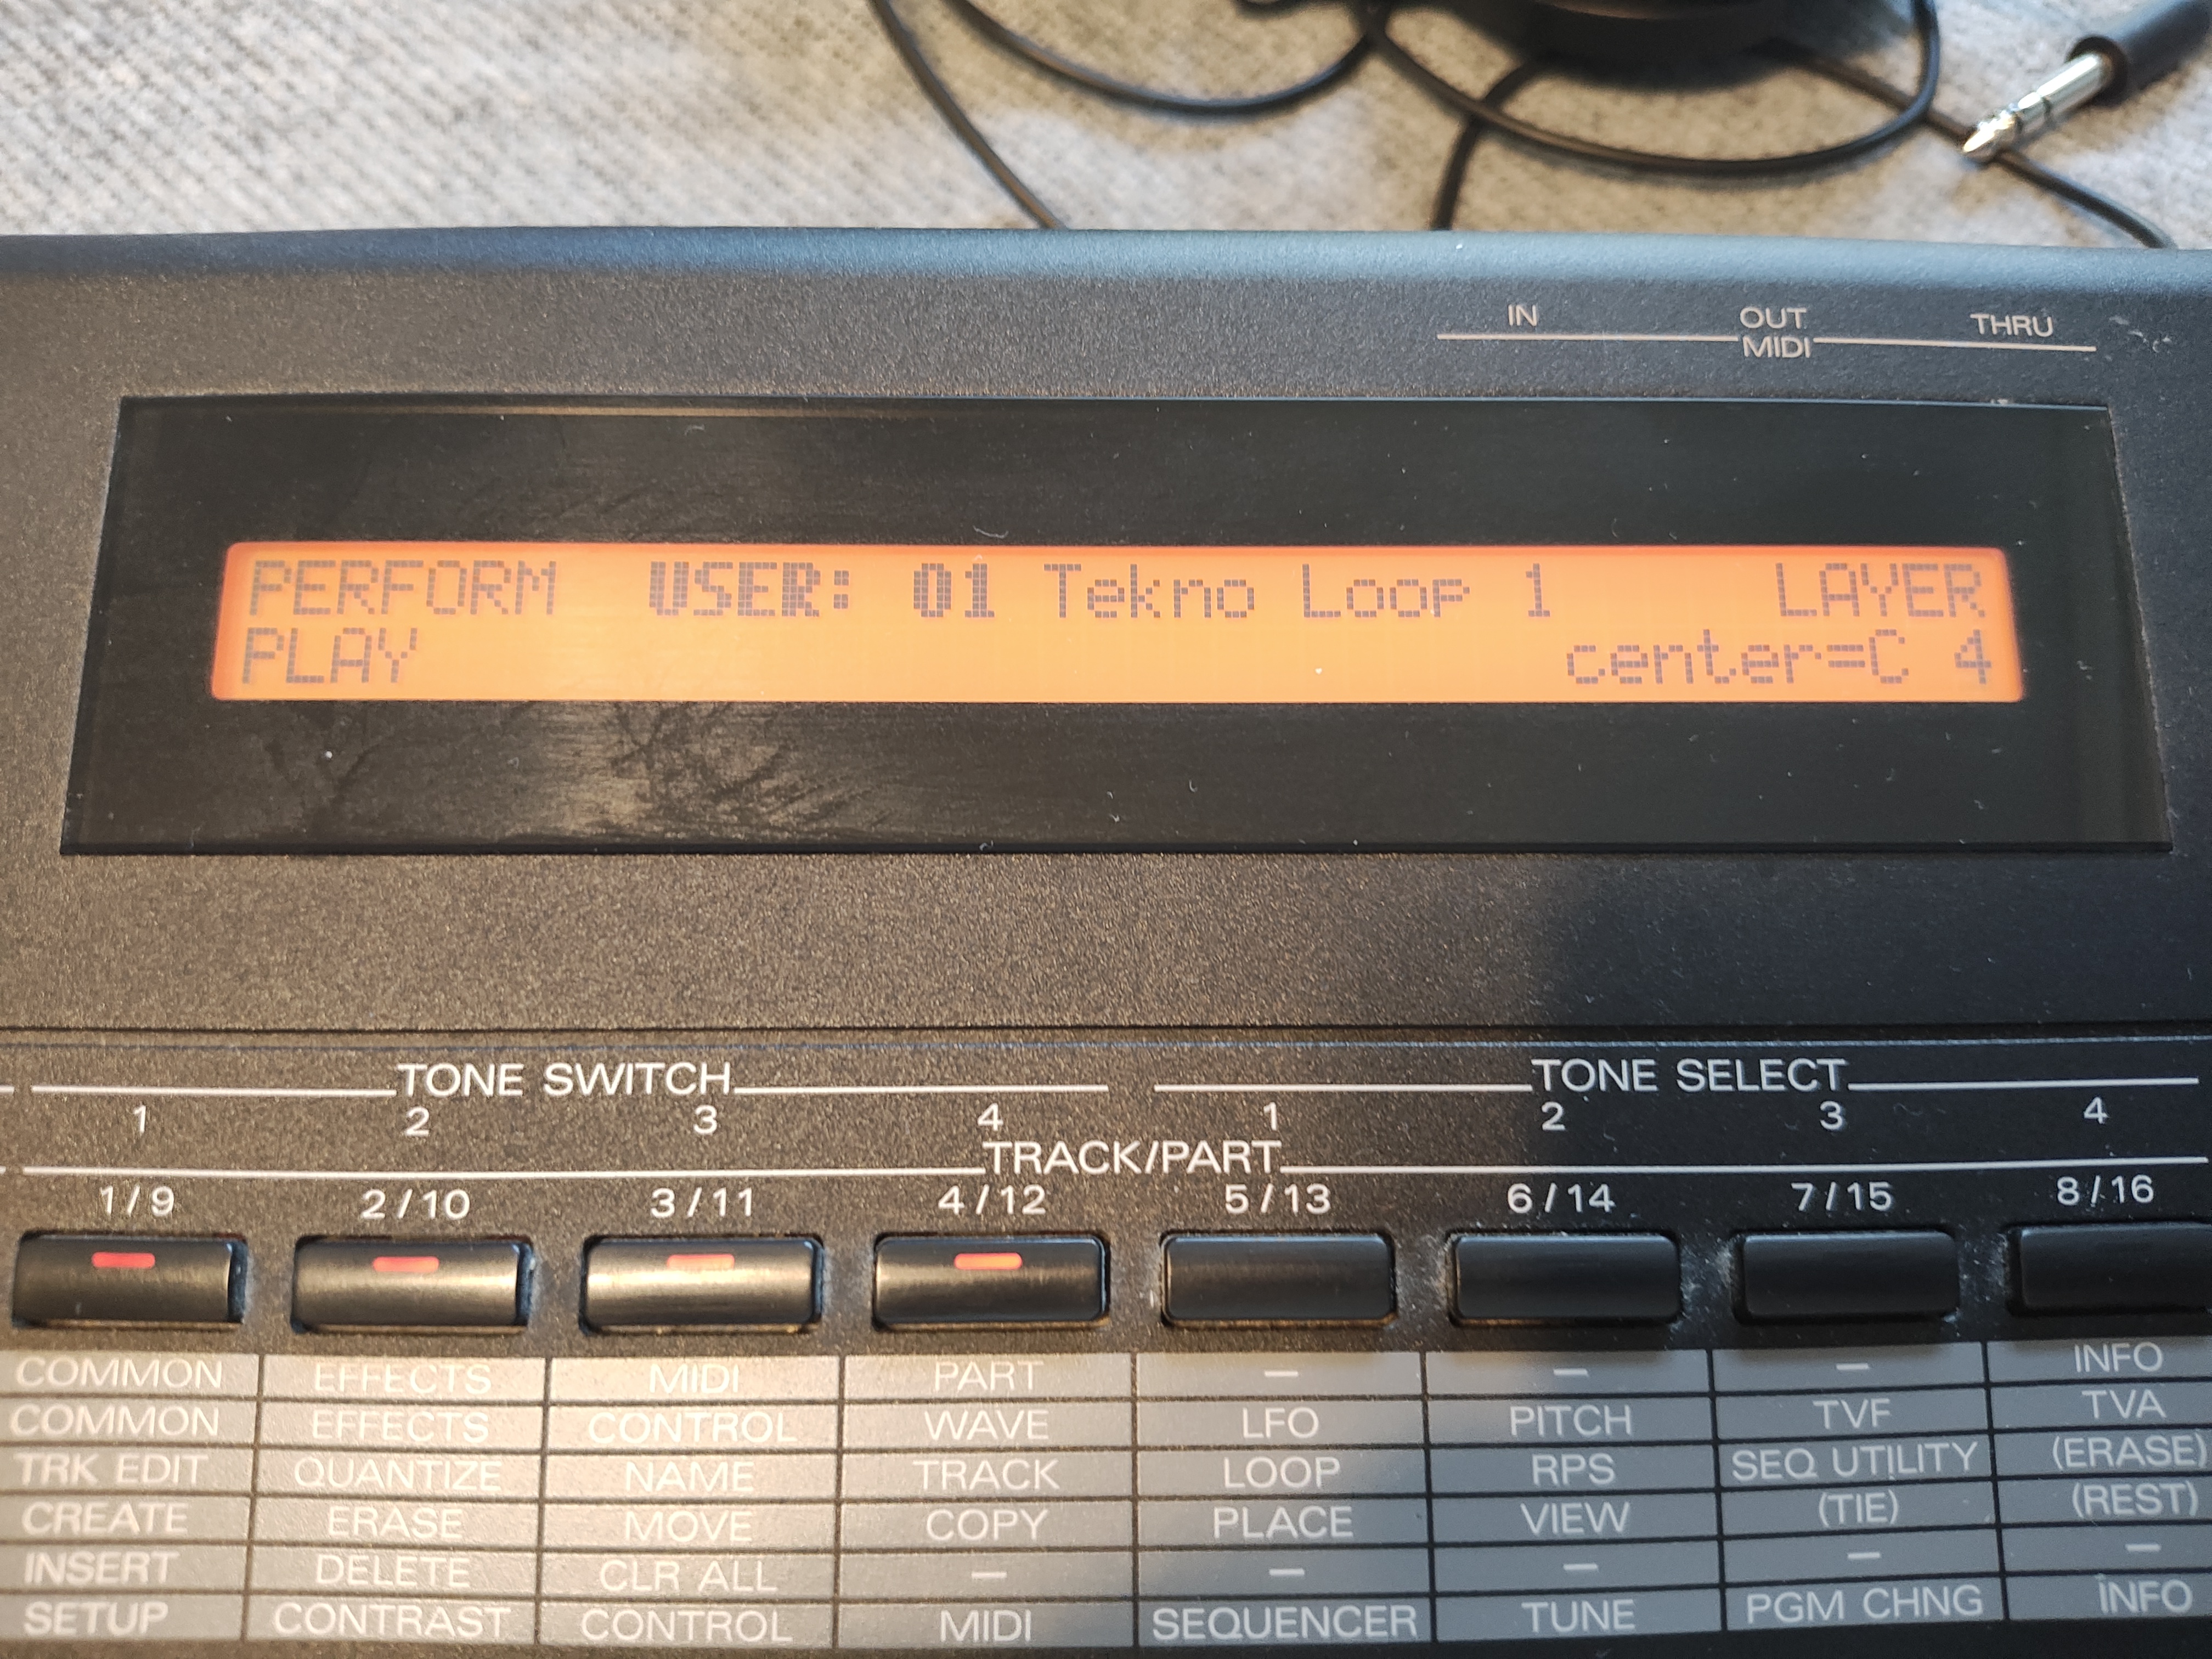 IN OUT THRU
MIDI
PERFORM USER: 01 Tekno Loop 1 LAYER
PLAY center=C 4
TONE SWITCH TONE SELECT
1 2 3 4 1 2 3 4
TRACK/PART
1/9 2/10 3/11 4/12 5/13 6/14 7/15 8/16
COMMON EFFECTS MIDI PART — — — INFO
COMMON EFFECTS CONTROL WAVE LFO PITCH TVF TVA
TRK EDIT QUANTIZE NAME TRACK LOOP RPS SEQ UTILITY (ERASE)
CREATE ERASE MOVE COPY PLACE VIEW (TIE) (REST)
INSERT DELETE CLR ALL — — — — —
SETUP CONTRAST CONTROL MIDI SEQUENCER TUNE PGM CHNG INFO